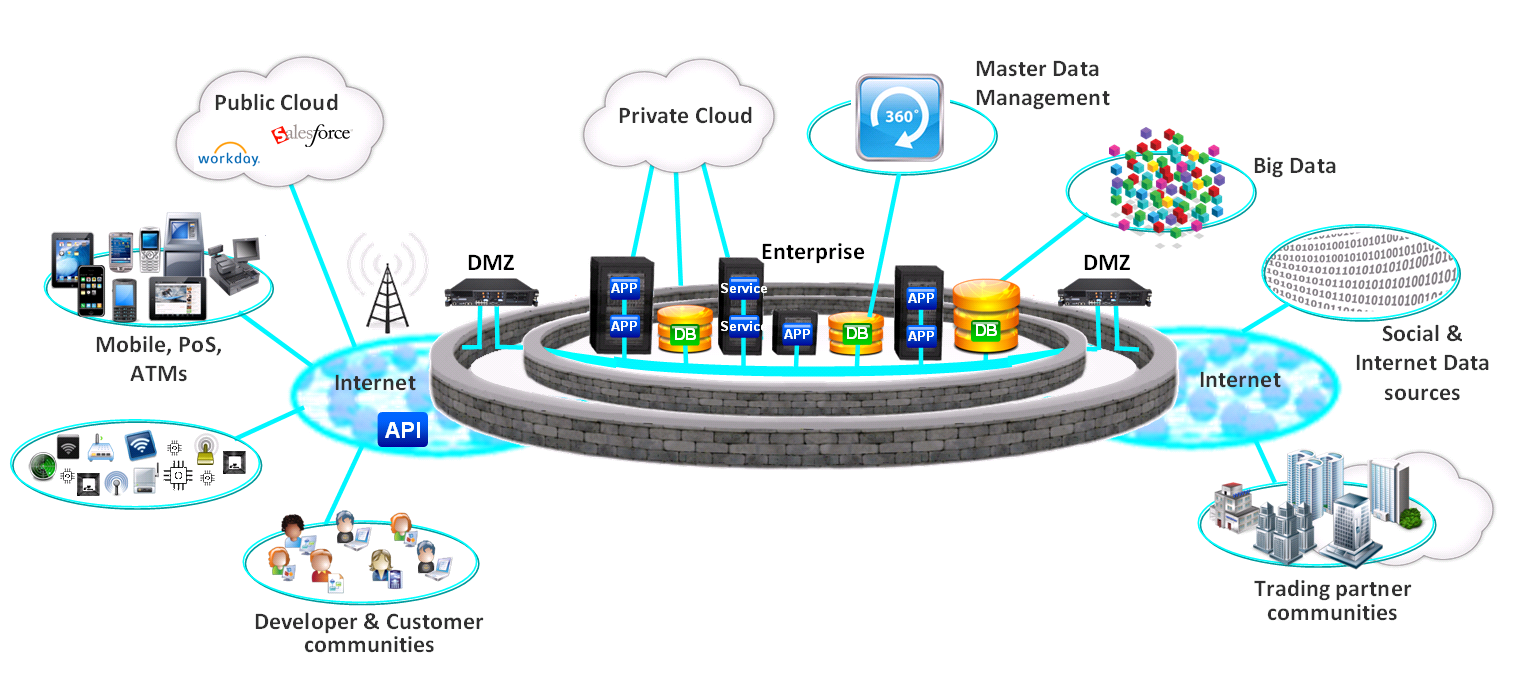 Public Cloud
salesforce
workday.
Private Cloud
360°
Master Data
Management
Big Data
Mobile, PoS,
ATMs
DMZ
Enterprise
DMZ
APP
APP
DB
Service
Service
APP
DB
APP
APP
DB
Internet
API
Internet
101010100101010101001
Social &
Internet Data
sources
Developer & Customer
communities
Trading partner
communities